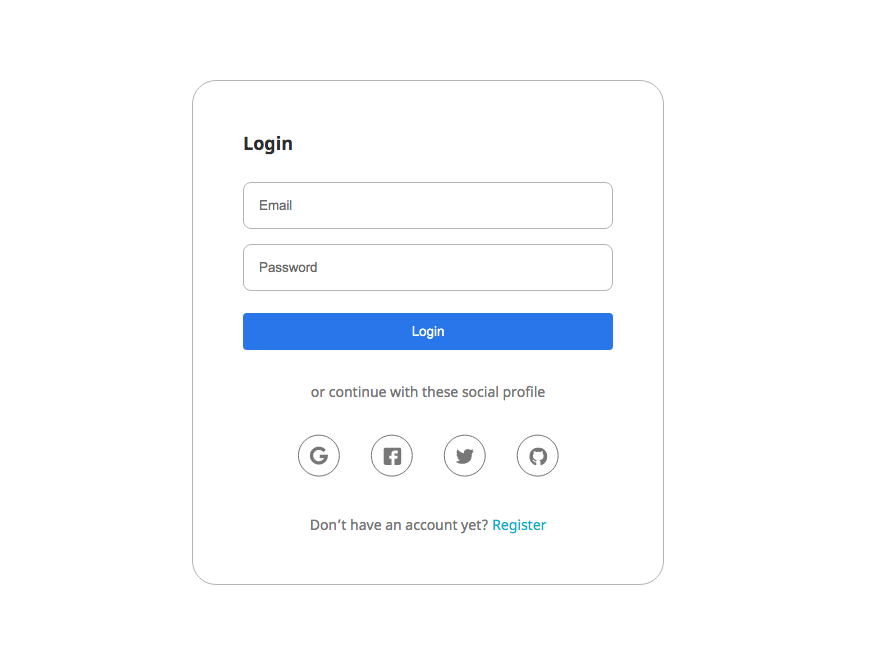 Login
Email
Password
Login
or continue with these social profile
Don’t have an account yet? Register